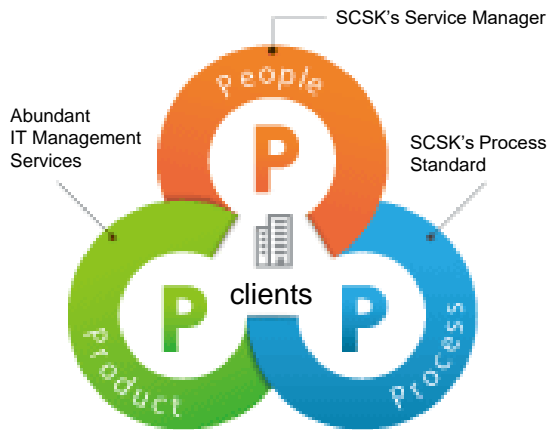 SCSK's Service Manager
People
P
Abundant
IT Management
Services
SCSK's Process
Standard
clients
P
P
Product
Process